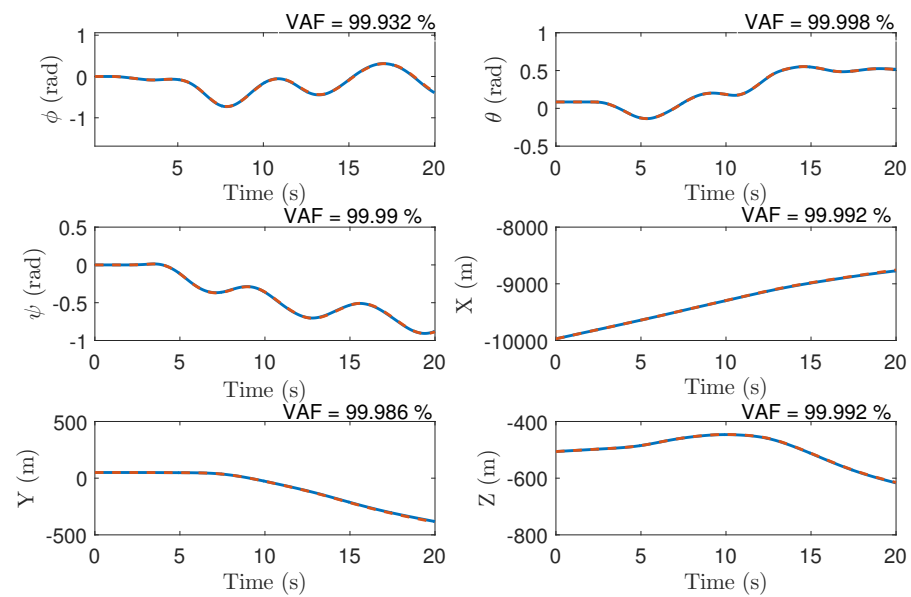 VAF = 99.932 %
1
0
-1
ϕ (rad)
5
10
15
20
Time (s)
VAF = 99.998 %
1
0.5
0
-0.5
θ (rad)
0
5
10
15
20
Time (s)
VAF = 99.99 %
0.5
0
-0.5
-1
ψ (rad)
0
5
10
15
20
Time (s)
VAF = 99.992 %
-8000
-9000
-10000
X (m)
0
5
10
15
20
Time (s)
VAF = 99.986 %
500
0
-500
Y (m)
0
5
10
15
20
Time (s)
VAF = 99.992 %
-400
-600
-800
Z (m)
0
5
10
15
20
Time (s)